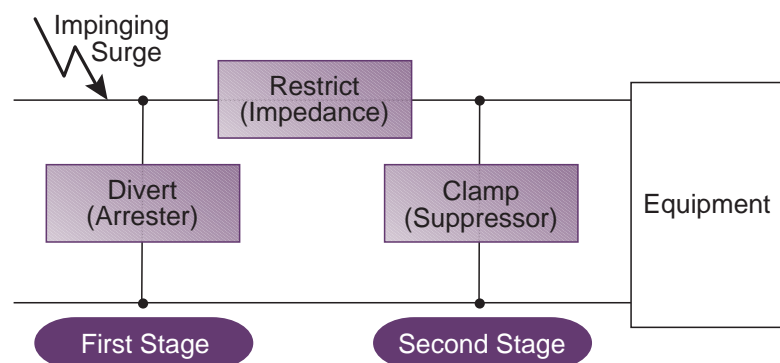 Impinging
Surge
Restrict
(Impedance)
Divert
(Arrester)
Clamp
(Suppressor)
Equipment
First Stage
Second Stage